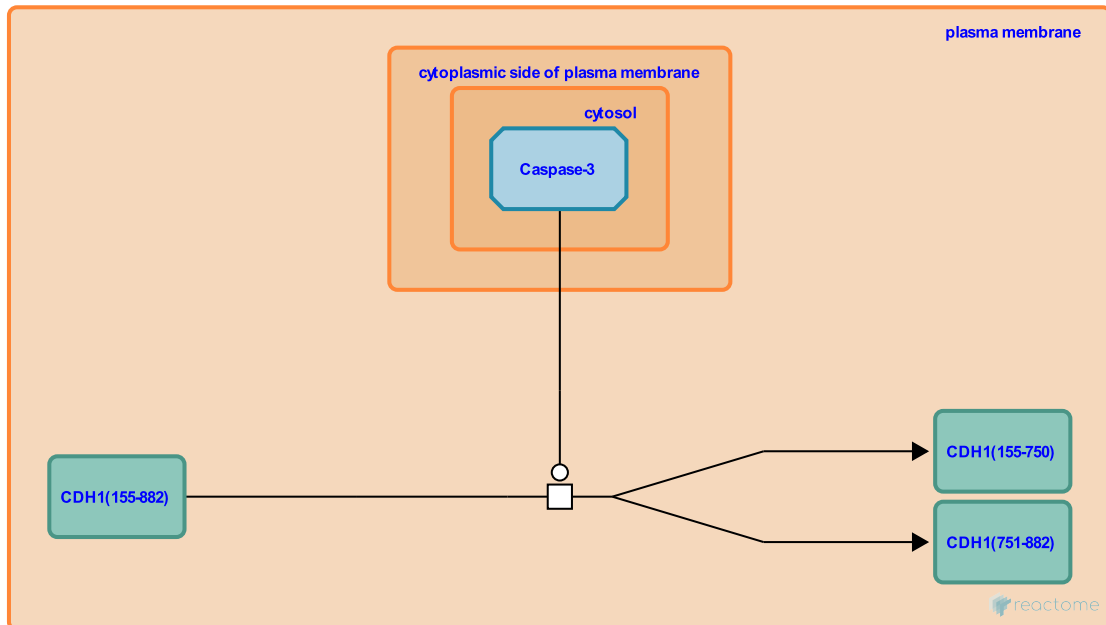 plasma membrane
cytoplasmic side of plasma membrane
cytosol
Caspase-3
CDH1(155-750)
CDH1(155-882)
CDH1(751-882)
reactome